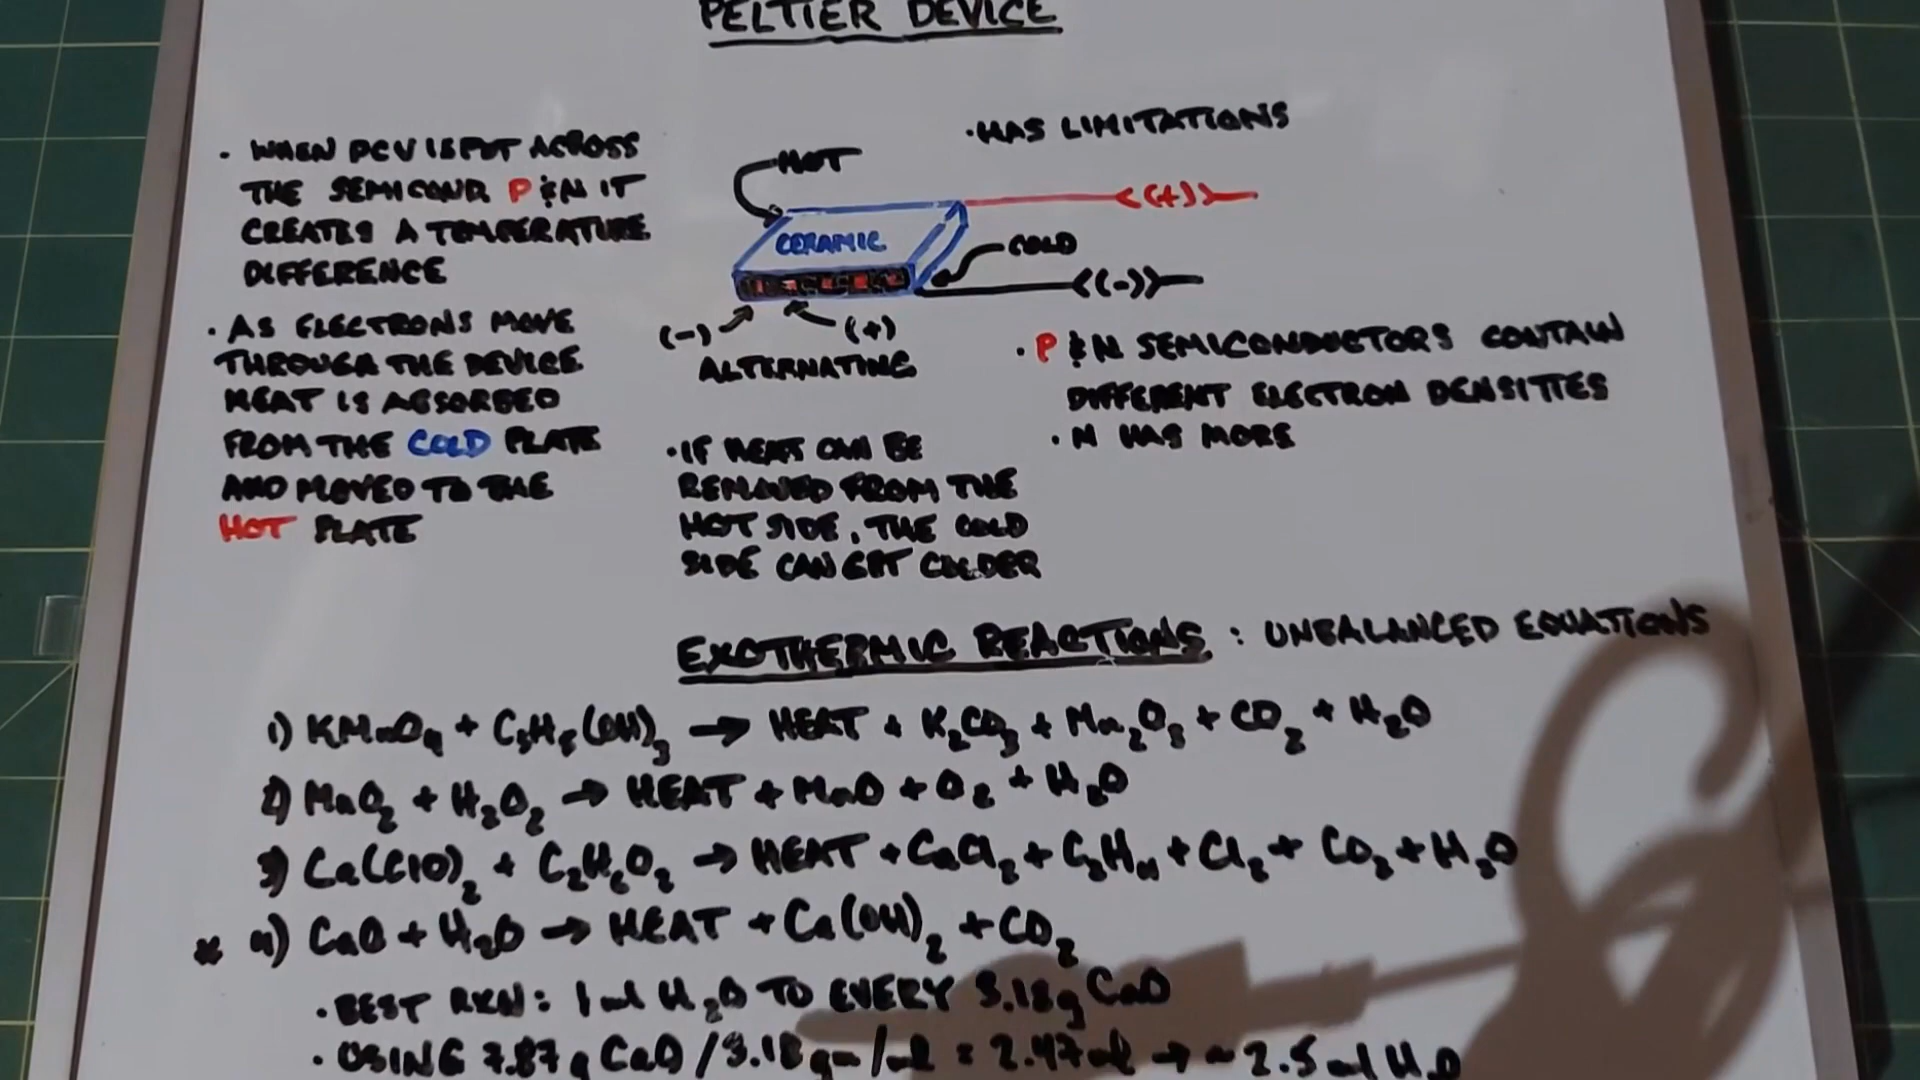 PELTIER DEVICE
· WHEN DCV IS PUT ACROSS
THE SEMICOND. P & N IT
CREATES A TEMPERATURE
DIFFERENCE
· AS ELECTRONS MOVE
THROUGH THE DEVICE
HEAT IS ABSORBED
FROM THE COLD PLATE
AND MOVED TO THE
HOT PLATE
HOT
CERAMIC
(+)
COLD
(-)
(-) (+)
ALTERNATING
· IF HEAT CAN BE
REMOVED FROM THE
HOT SIDE, THE COLD
SIDE CAN GET COLDER
· HAS LIMITATIONS
· P & N SEMICONDUCTORS CONTAIN
DIFFERENT ELECTRON DENSITIES
· N HAS MORE
EXOTHERMIC REACTIONS : UNBALANCED EQUATIONS
1) KMnO4 + C3H5(OH)3 → HEAT + K2CO3 + Mn2O3 + CO2 + H2O
2) MnO2 + H2O2 → HEAT + MnO + O2 + H2O
3) Ca(ClO)2 + C2H6O2 → HEAT + CaCl2 + C2H4 + Cl2 + CO2 + H2O
* 4) CaO + H2O → HEAT + Ca(OH)2 + CO2
· BEST RXN: 1 ml H2O TO EVERY 3.18g CaO
· USING 7.87g CaO / 3.18 gm/ml = 2.47ml → ~ 2.5 ml H2O